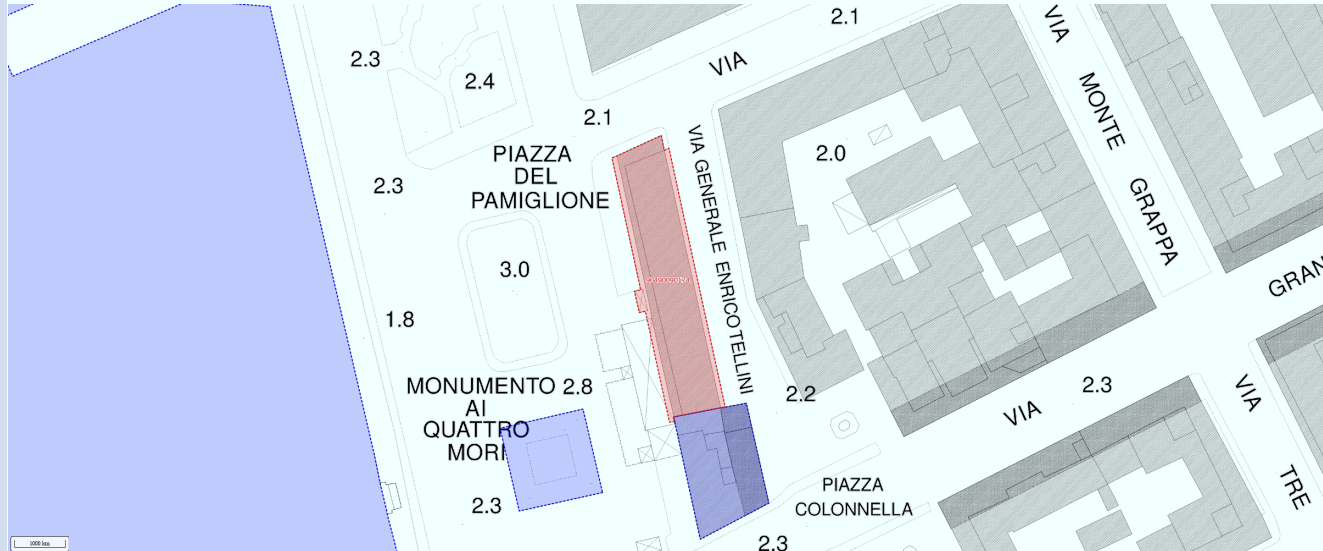 2.1
2.3
VIA
VIA
2.4
VIA
MONTE
GRAPPA
2.1
VIA GENERALE ENRICO TELLINI
2.0
PIAZZA
DEL
PAMIGLIONE
2.3
3.0
GRAN
1.8
MONUMENTO 2.8
AI
QUATTRO
MORI
2.2
2.3
VIA
TRE
2.3
PIAZZA
COLONNELLA
2.3
1000 km